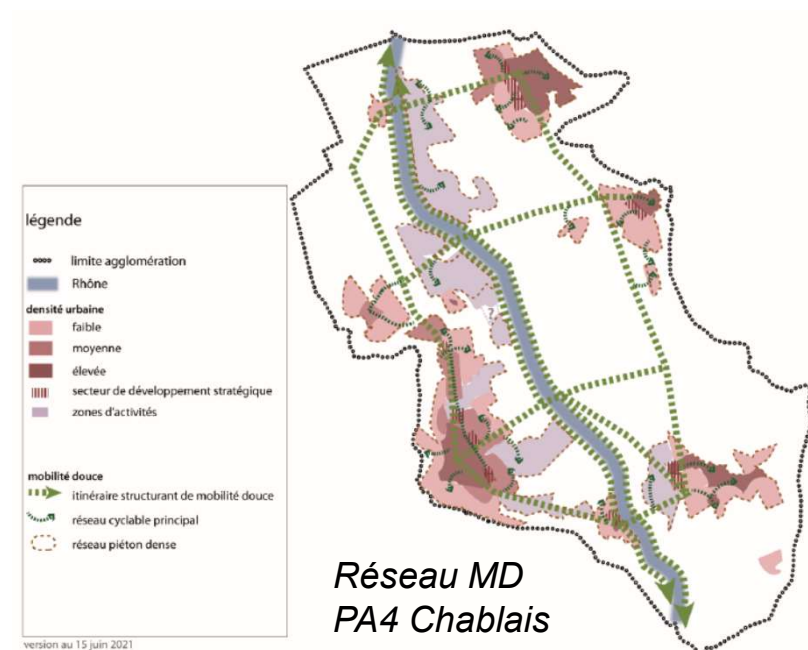 légende
limite agglomération
Rhône
densité urbaine
faible
moyenne
élevée
secteur de développement stratégique
zones d'activités
mobilité douce
itinéraire structurant de mobilité douce
réseau cyclable principal
réseau piéton dense
?
Réseau MD
PA4 Chablais
version au 15 juin 2021